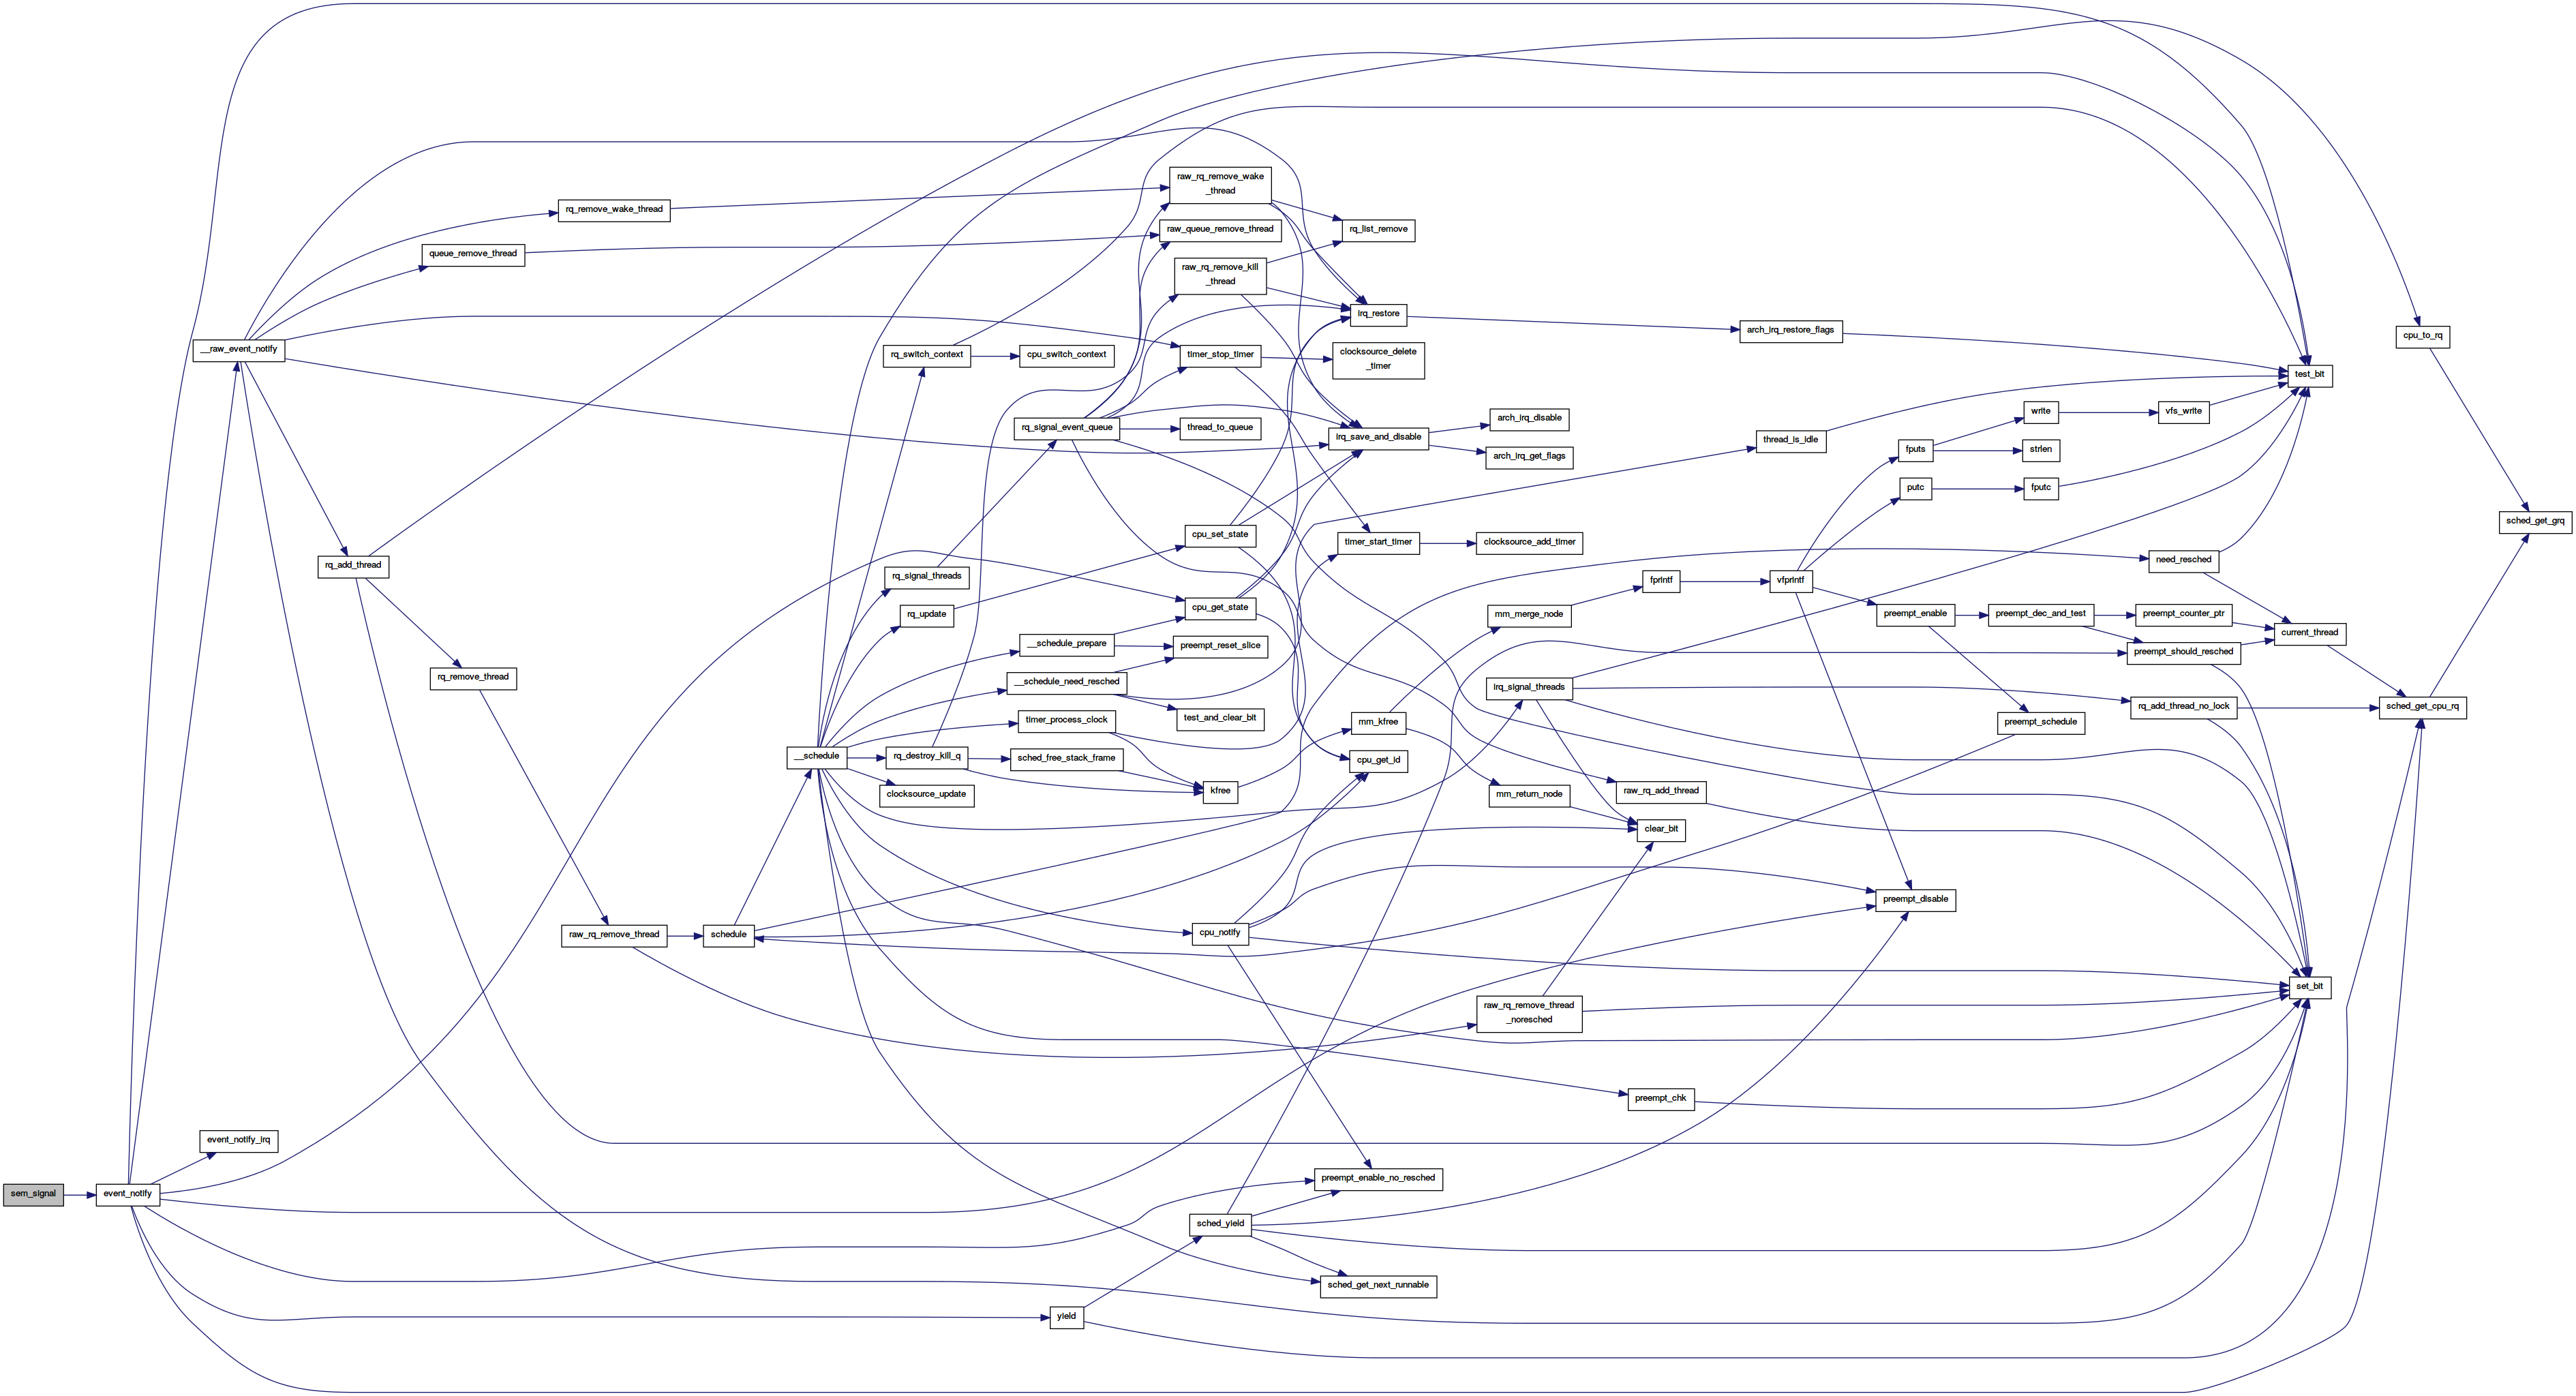 raw_rq_remove_wake
_thread
rq_remove_wake_thread
raw_queue_remove_thread
rq_list_remove
queue_remove_thread
raw_rq_remove_kill
_thread
irq_restore
arch_irq_restore_flags
cpu_to_rq
__raw_event_notify
rq_switch_context
cpu_switch_context
timer_stop_timer
clocksource_delete
_timer
test_bit
write
vfs_write
arch_irq_disable
rq_signal_event_queue
thread_to_queue
irq_save_and_disable
thread_is_idle
fputs
strlen
arch_irq_get_flags
putc
fputc
sched_get_grq
cpu_set_state
timer_start_timer
clocksource_add_timer
need_resched
rq_add_thread
rq_signal_threads
fprintf
vfprintf
cpu_get_state
rq_update
mm_merge_node
preempt_enable
preempt_dec_and_test
preempt_counter_ptr
current_thread
__schedule_prepare
preempt_reset_slice
preempt_should_resched
rq_remove_thread
__schedule_need_resched
irq_signal_threads
test_and_clear_bit
rq_add_thread_no_lock
sched_get_cpu_rq
timer_process_clock
mm_kfree
preempt_schedule
__schedule
rq_destroy_kill_q
sched_free_stack_frame
cpu_get_id
clocksource_update
kfree
mm_return_node
raw_rq_add_thread
clear_bit
preempt_disable
raw_rq_remove_thread
schedule
cpu_notify
set_bit
raw_rq_remove_thread
_noresched
preempt_chk
event_notify_irq
preempt_enable_no_resched
sem_signal
event_notify
sched_yield
sched_get_next_runnable
yield